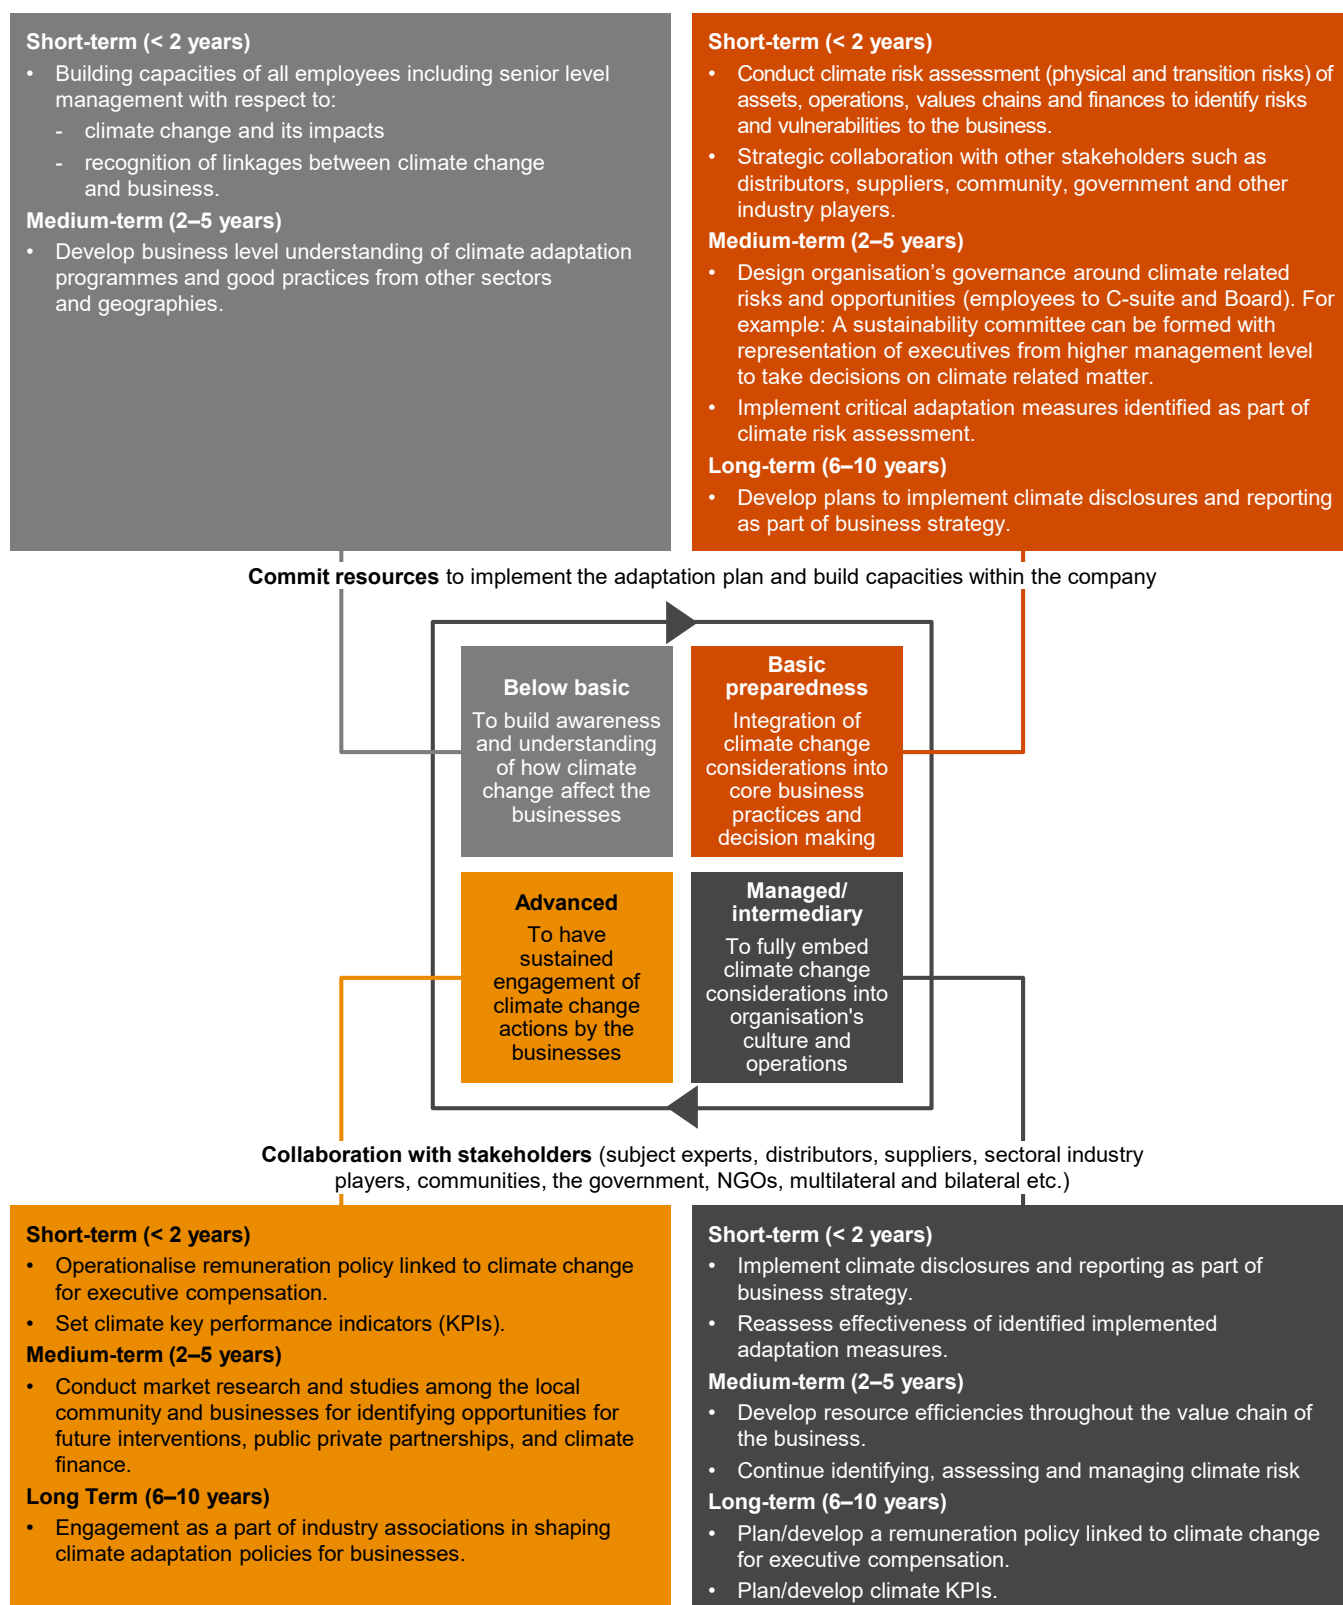 Short-term (< 2 years)
• Building capacities of all employees including senior level
management with respect to:
- climate change and its impacts
- recognition of linkages between climate change
and business.
Medium-term (2–5 years)
• Develop business level understanding of climate adaptation
programmes and good practices from other sectors
and geographies.
Short-term (< 2 years)
• Conduct climate risk assessment (physical and transition risks) of
assets, operations, values chains and finances to identify risks
and vulnerabilities to the business.
• Strategic collaboration with other stakeholders such as
distributors, suppliers, community, government and other
industry players.
Medium-term (2–5 years)
• Design organisation’s governance around climate related
risks and opportunities (employees to C-suite and Board). For
example: A sustainability committee can be formed with
representation of executives from higher management level
to take decisions on climate related matter.
• Implement critical adaptation measures identified as part of
climate risk assessment.
Long-term (6–10 years)
• Develop plans to implement climate disclosures and reporting
as part of business strategy.
Commit resources to implement the adaptation plan and build capacities within the company
Below basic
To build awareness
and understanding
of how climate
change affect the
businesses
Basic
preparedness
Integration of
climate change
considerations into
core business
practices and
decision making
Advanced
To have
sustained
engagement of
climate change
actions by the
businesses
Managed/
intermediary
To fully embed
climate change
considerations into
organisation's
culture and
operations
Collaboration with stakeholders (subject experts, distributors, suppliers, sectoral industry
players, communities, the government, NGOs, multilateral and bilateral etc.)
Short-term (< 2 years)
• Operationalise remuneration policy linked to climate change
for executive compensation.
• Set climate key performance indicators (KPIs).
Medium-term (2–5 years)
• Conduct market research and studies among the local
community and businesses for identifying opportunities for
future interventions, public private partnerships, and climate
finance.
Long Term (6–10 years)
• Engagement as a part of industry associations in shaping
climate adaptation policies for businesses.
Short-term (< 2 years)
• Implement climate disclosures and reporting as part of
business strategy.
• Reassess effectiveness of identified implemented
adaptation measures.
Medium-term (2–5 years)
• Develop resource efficiencies throughout the value chain of
the business.
• Continue identifying, assessing and managing climate risk
Long-term (6–10 years)
• Plan/develop a remuneration policy linked to climate change
for executive compensation.
• Plan/develop climate KPIs.